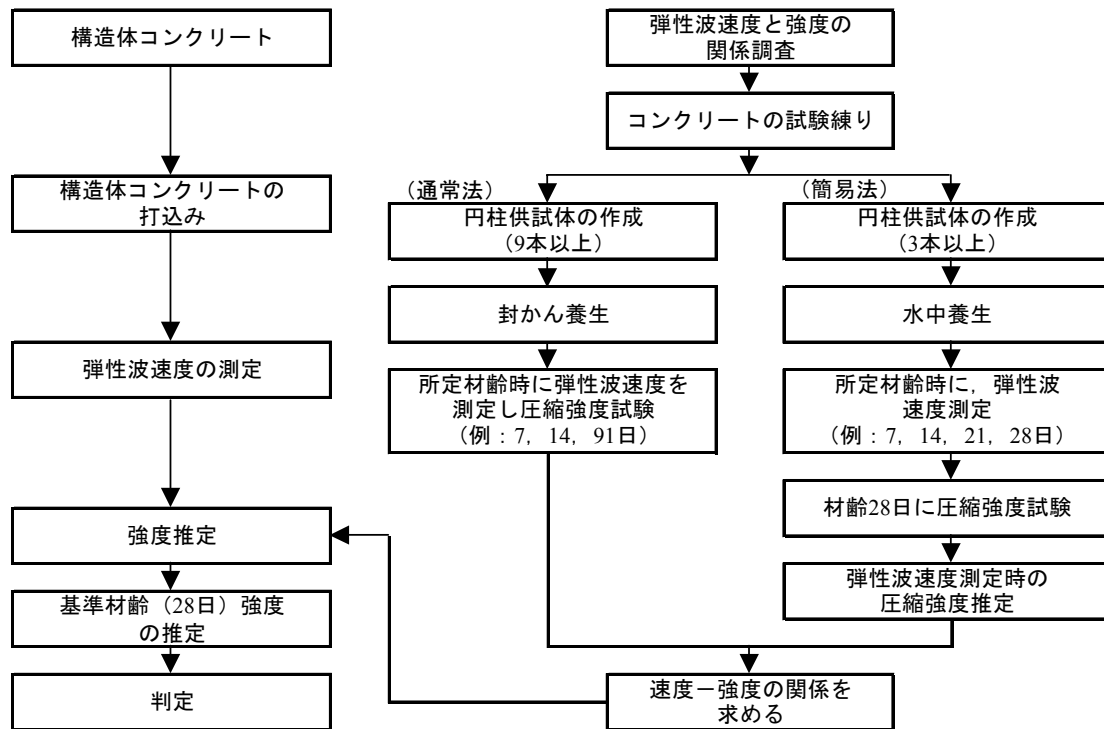 構造体コンクリート
構造体コンクリートの
打込み
弾性波速度の測定
強度推定
基準材齢（28日）強度
の推定
判定
弾性波速度と強度の
関係調査
コンクリートの試験練り
（通常法）
円柱供試体の作成
（9本以上）
封かん養生
所定材齢時に弾性波速度を
測定し圧縮強度試験
（例：7，14，91日）
（簡易法）
円柱供試体の作成
（3本以上）
水中養生
所定材齢時に，弾性波
速度測定
（例：7，14，21，28日）
材齢28日に圧縮強度試験
弾性波速度測定時の
圧縮強度推定
速度－強度の関係を
求める